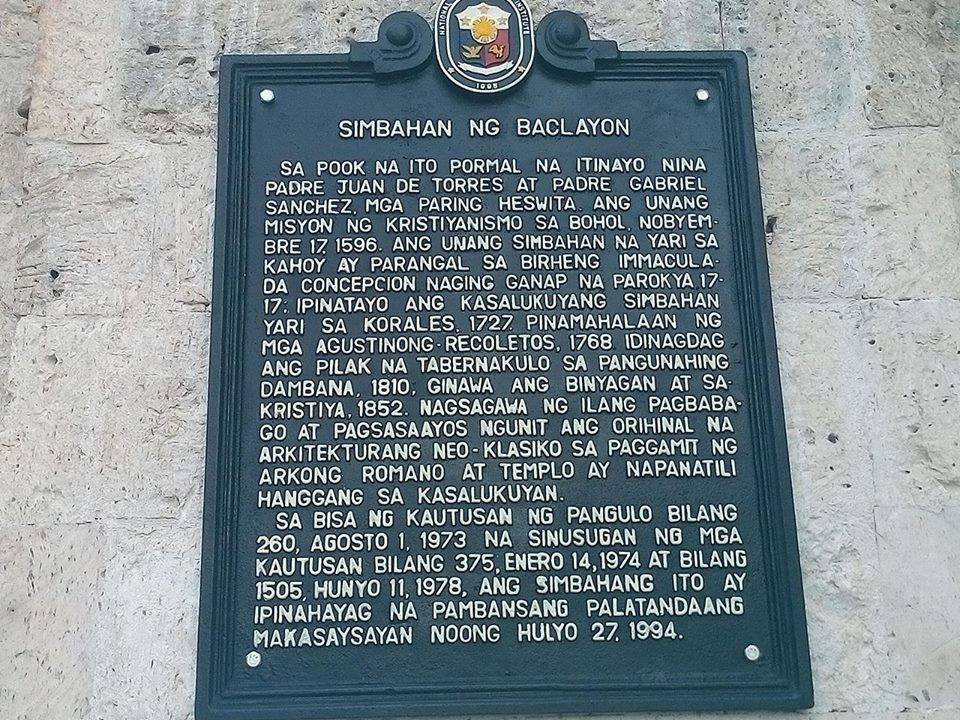 NATIONAL
INSTITUTE
1995
SIMBAHAN NG BACLAYON
SA POOK NA ITO PORMAL NA ITINAYO NINA
PADRE JUAN DE TORRES AT PADRE GABRIEL
SANCHEZ, MGA PARING HESWITA. ANG UNANG
MISYON NG KRISTIYANISMO SA BOHOL, NOBYEM-
BRE 17, 1596. ANG UNANG SIMBAHAN NA YARI SA
KAHOY AY PARANGAL SA BIRHENG IMMACULA-
DA CONCEPCION NAGING GANAP NA PAROKYA 17-
17; IPINATAYO ANG KASALUKUYANG SIMBAHAN
YARI SA KORALES, 1727. PINAMAHALAAN NG
MGA AGUSTINONG-RECOLETOS, 1768 IDINAGDAG
ANG PILAK NA TABERNAKULO SA PANGUNAHING
DAMBANA, 1810, GINAWA ANG BINYAGAN AT SA-
KRISTIYA, 1852. NAGSAGAWA NG ILANG PAGBABA-
GO AT PAGSASAAYOS NGUNIT ANG ORIHINAL NA
ARKITEKTURANG NEO-KLASIKO SA PAGGAMIT NG
ARKONG ROMANO AT TEMPLO AY NAPANATILI
HANGGANG SA KASALUKUYAN.
SA BISA NG KAUTUSAN NG PANGULO BILANG
260, AGOSTO 1, 1973 NA SINUSUGAN NG MGA
KAUTUSAN BILANG 375, ENERO 14, 1974 AT BILANG
1505, HUNYO 11, 1978, ANG SIMBAHANG ITO AY
IPINAHAYAG NA PAMBANSANG PALATANDAANG
MAKASAYSAYAN NOONG HULYO 27, 1994.